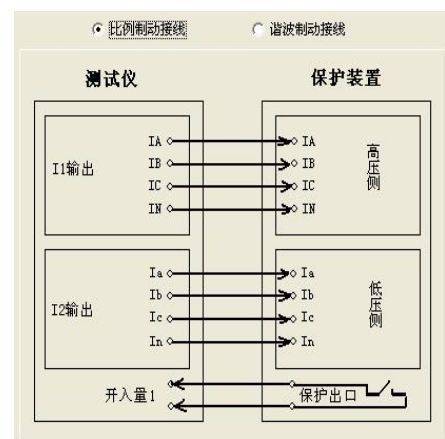 比例制动接线 谐波制动接线
测试仪 保护装置
I1输出 IA IB IC IN
IA IB IC IN 高压侧
I2输出 Ia Ib Ic In
Ia Ib Ic In 低压侧
开入量1 保护出口